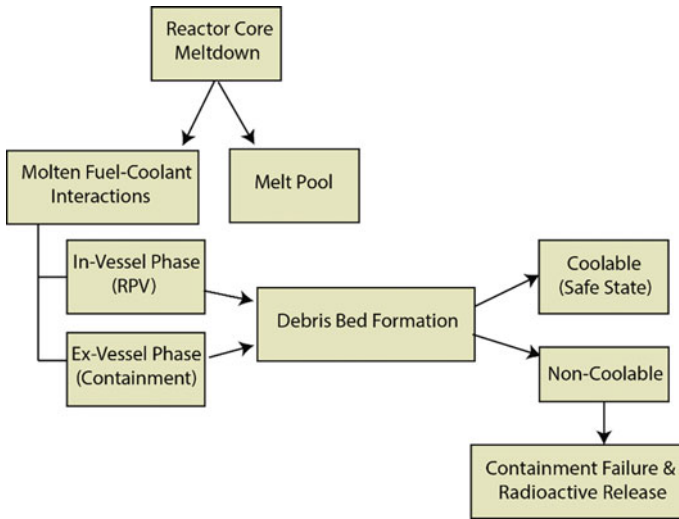 Reactor Core
Meltdown
Molten Fuel-Coolant
Interactions
Melt Pool
In-Vessel Phase
(RPV)
Ex-Vessel Phase
(Containment)
Debris Bed Formation
Coolable
(Safe State)
Non-Coolable
Containment Failure &
Radioactive Release